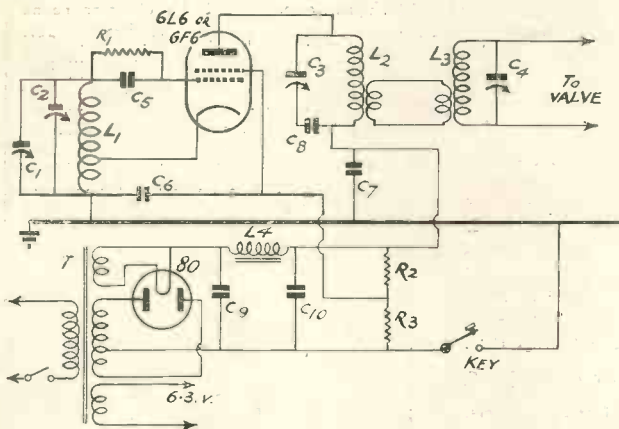 6L6 or
6F6
R1
C2
C5
L1
C1
C6
C3
L2
L3
C4
To
VALVE
C8
C7
T
80
L4
C9
C10
R2
R3
KEY
6.3.V.